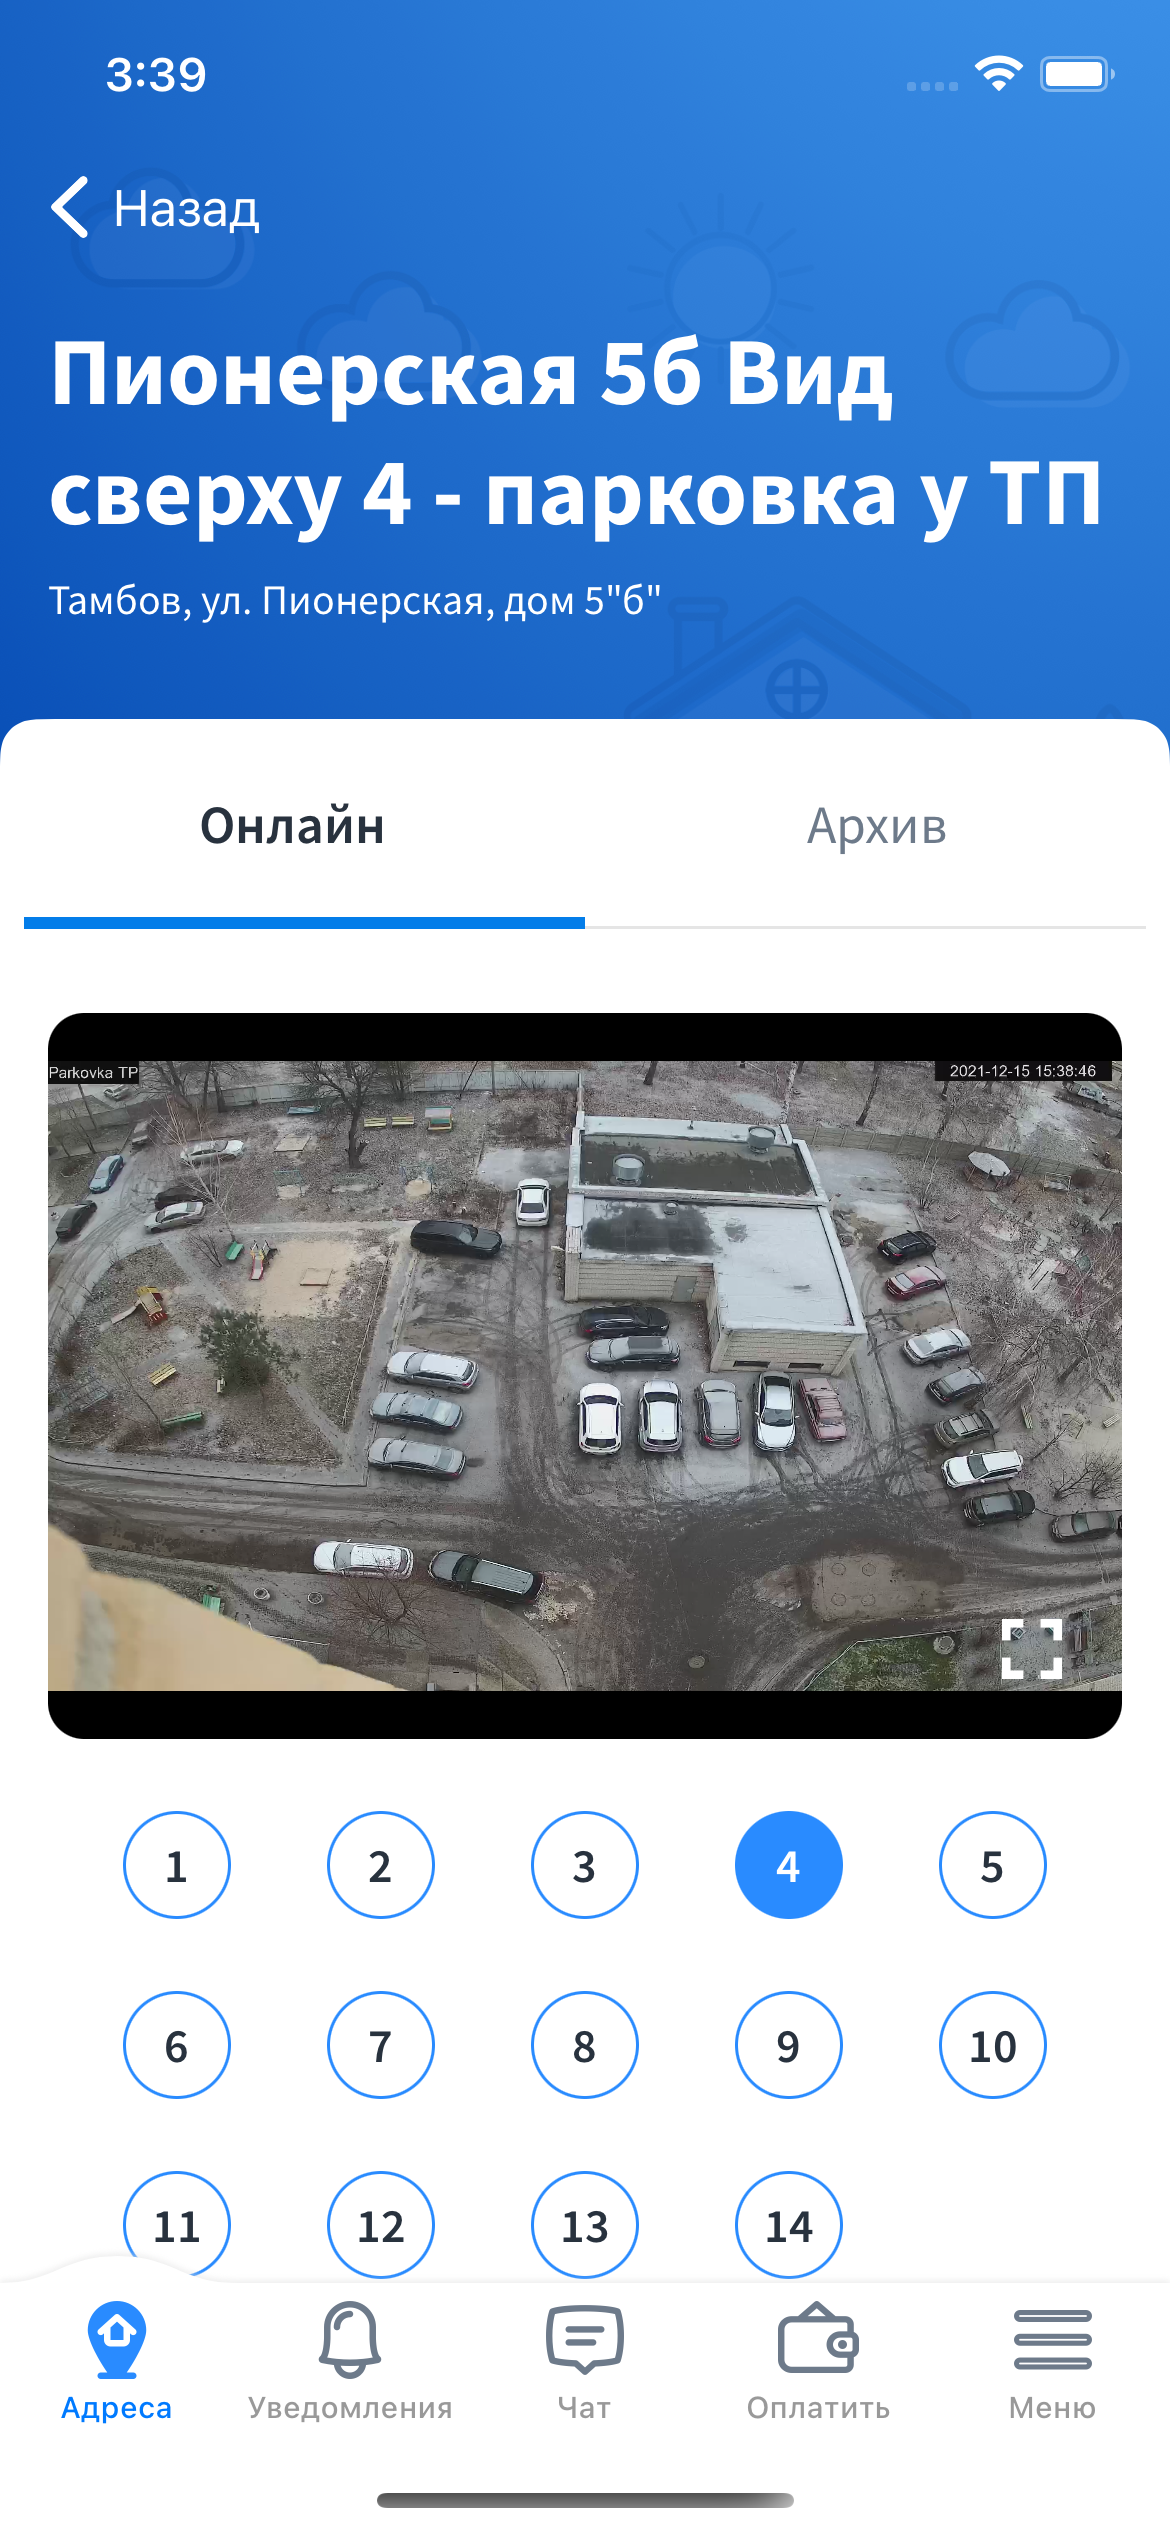 3:39
Назад
Пионерская 5б Вид
сверху 4 - парковка у ТП
Тамбов, ул. Пионерская, дом 5"б"
Онлайн
Архив
Parkovka TP
2021-12-15 15:38:46
1 2 3 4 5
6 7 8 9 10
11 12 13 14
Адреса Уведомления Чат Оплатить Меню